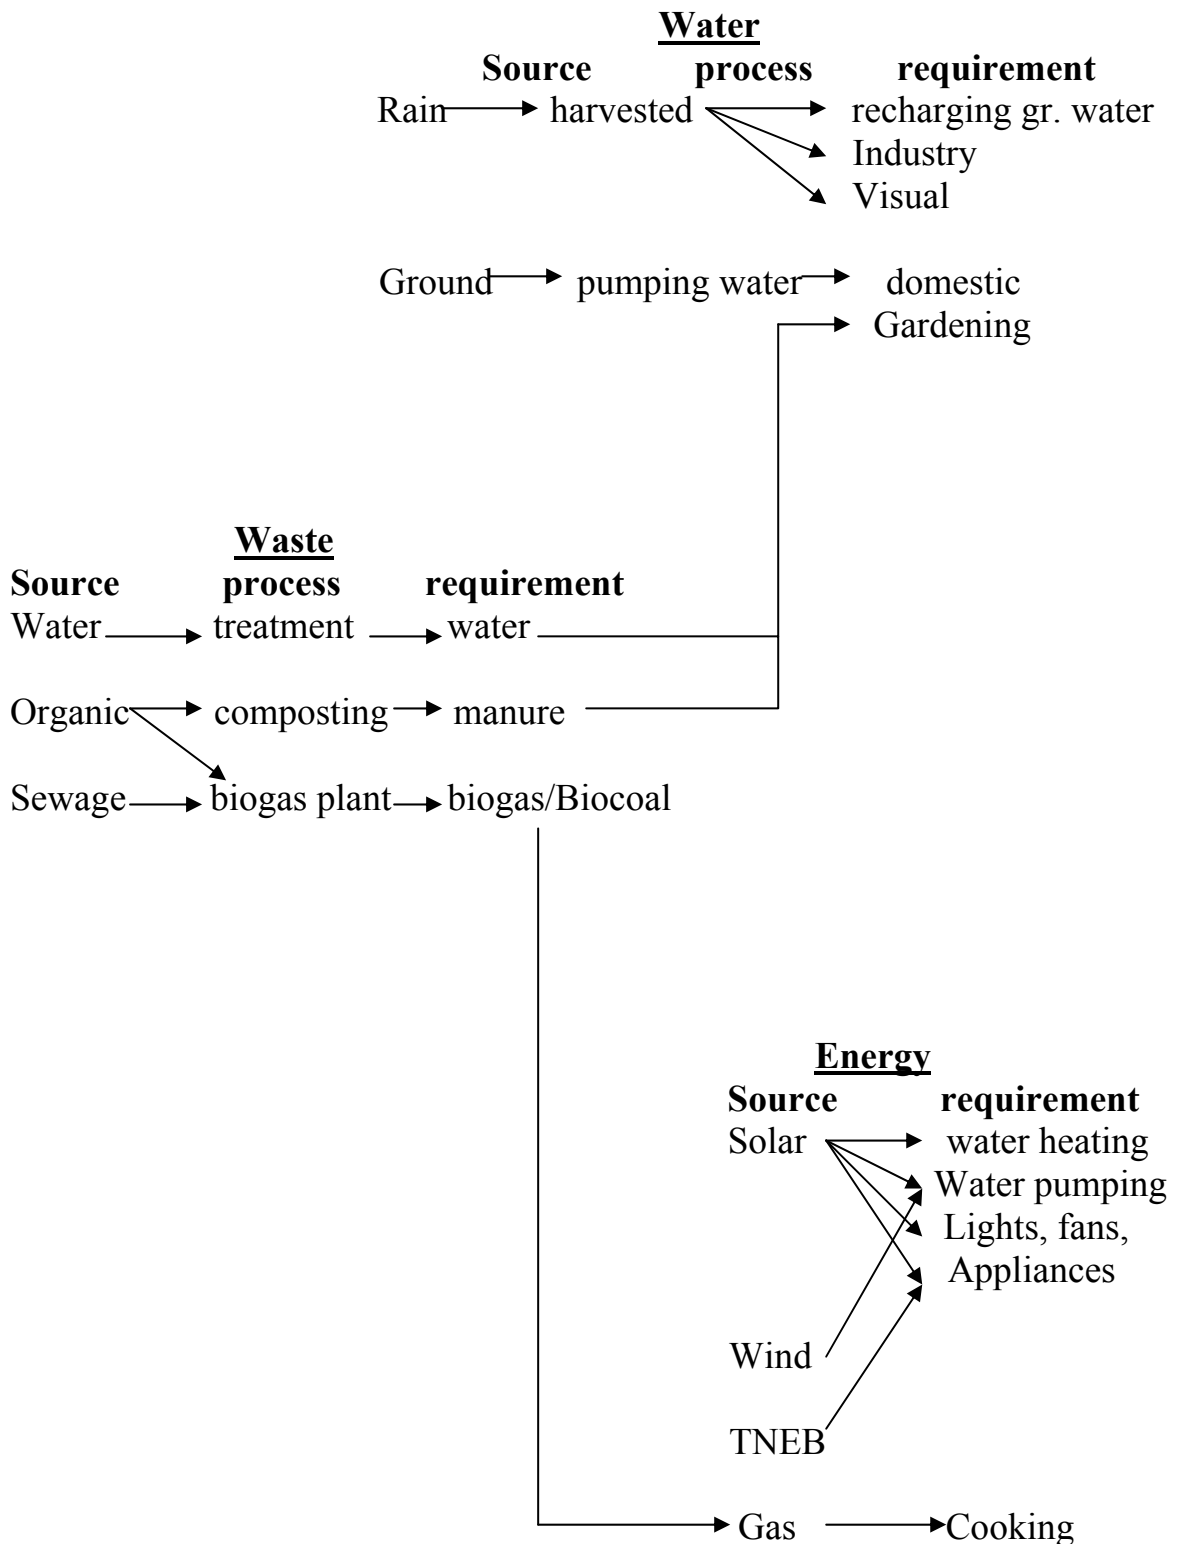 Water
Source process requirement
Rain harvested recharging gr. water
Industry
Visual
Ground pumping water domestic
Gardening
Waste
Source process requirement
Water treatment water
Organic composting manure
Sewage biogas plant biogas/Biocoal
Energy
Source requirement
Solar water heating
Water pumping
Lights, fans,
Appliances
Wind
TNEB
Gas Cooking